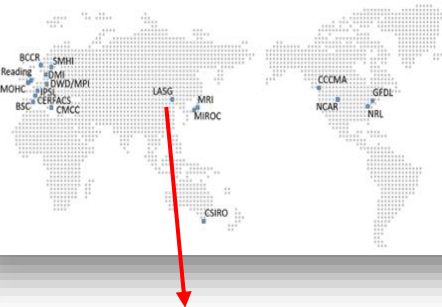 BCCR
SMHI
Reading
DMI
MOHC
DWD/MPI
IPSL
BSC
CERFACS
CMCC
LASG
MRI
MIROC
CSIRO
CCCMA
NCAR
GFDL
NRL